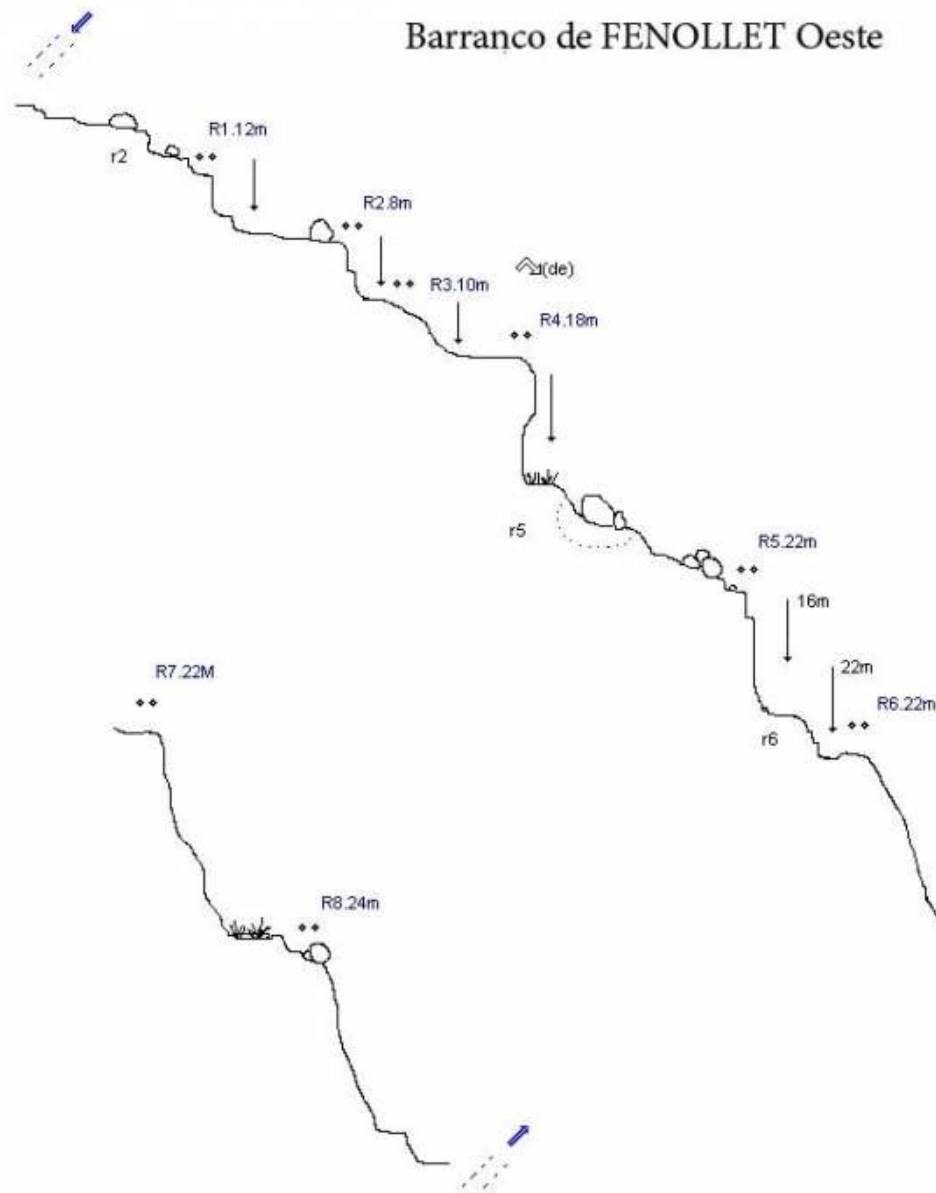 Barranco de FENOLLET Oeste
R1.12m
r2
R2.8m
(de)
R3.10m
R4.18m
r5
R5.22m
16m
22m
R6.22m
r6
R7.22M
R8.24m